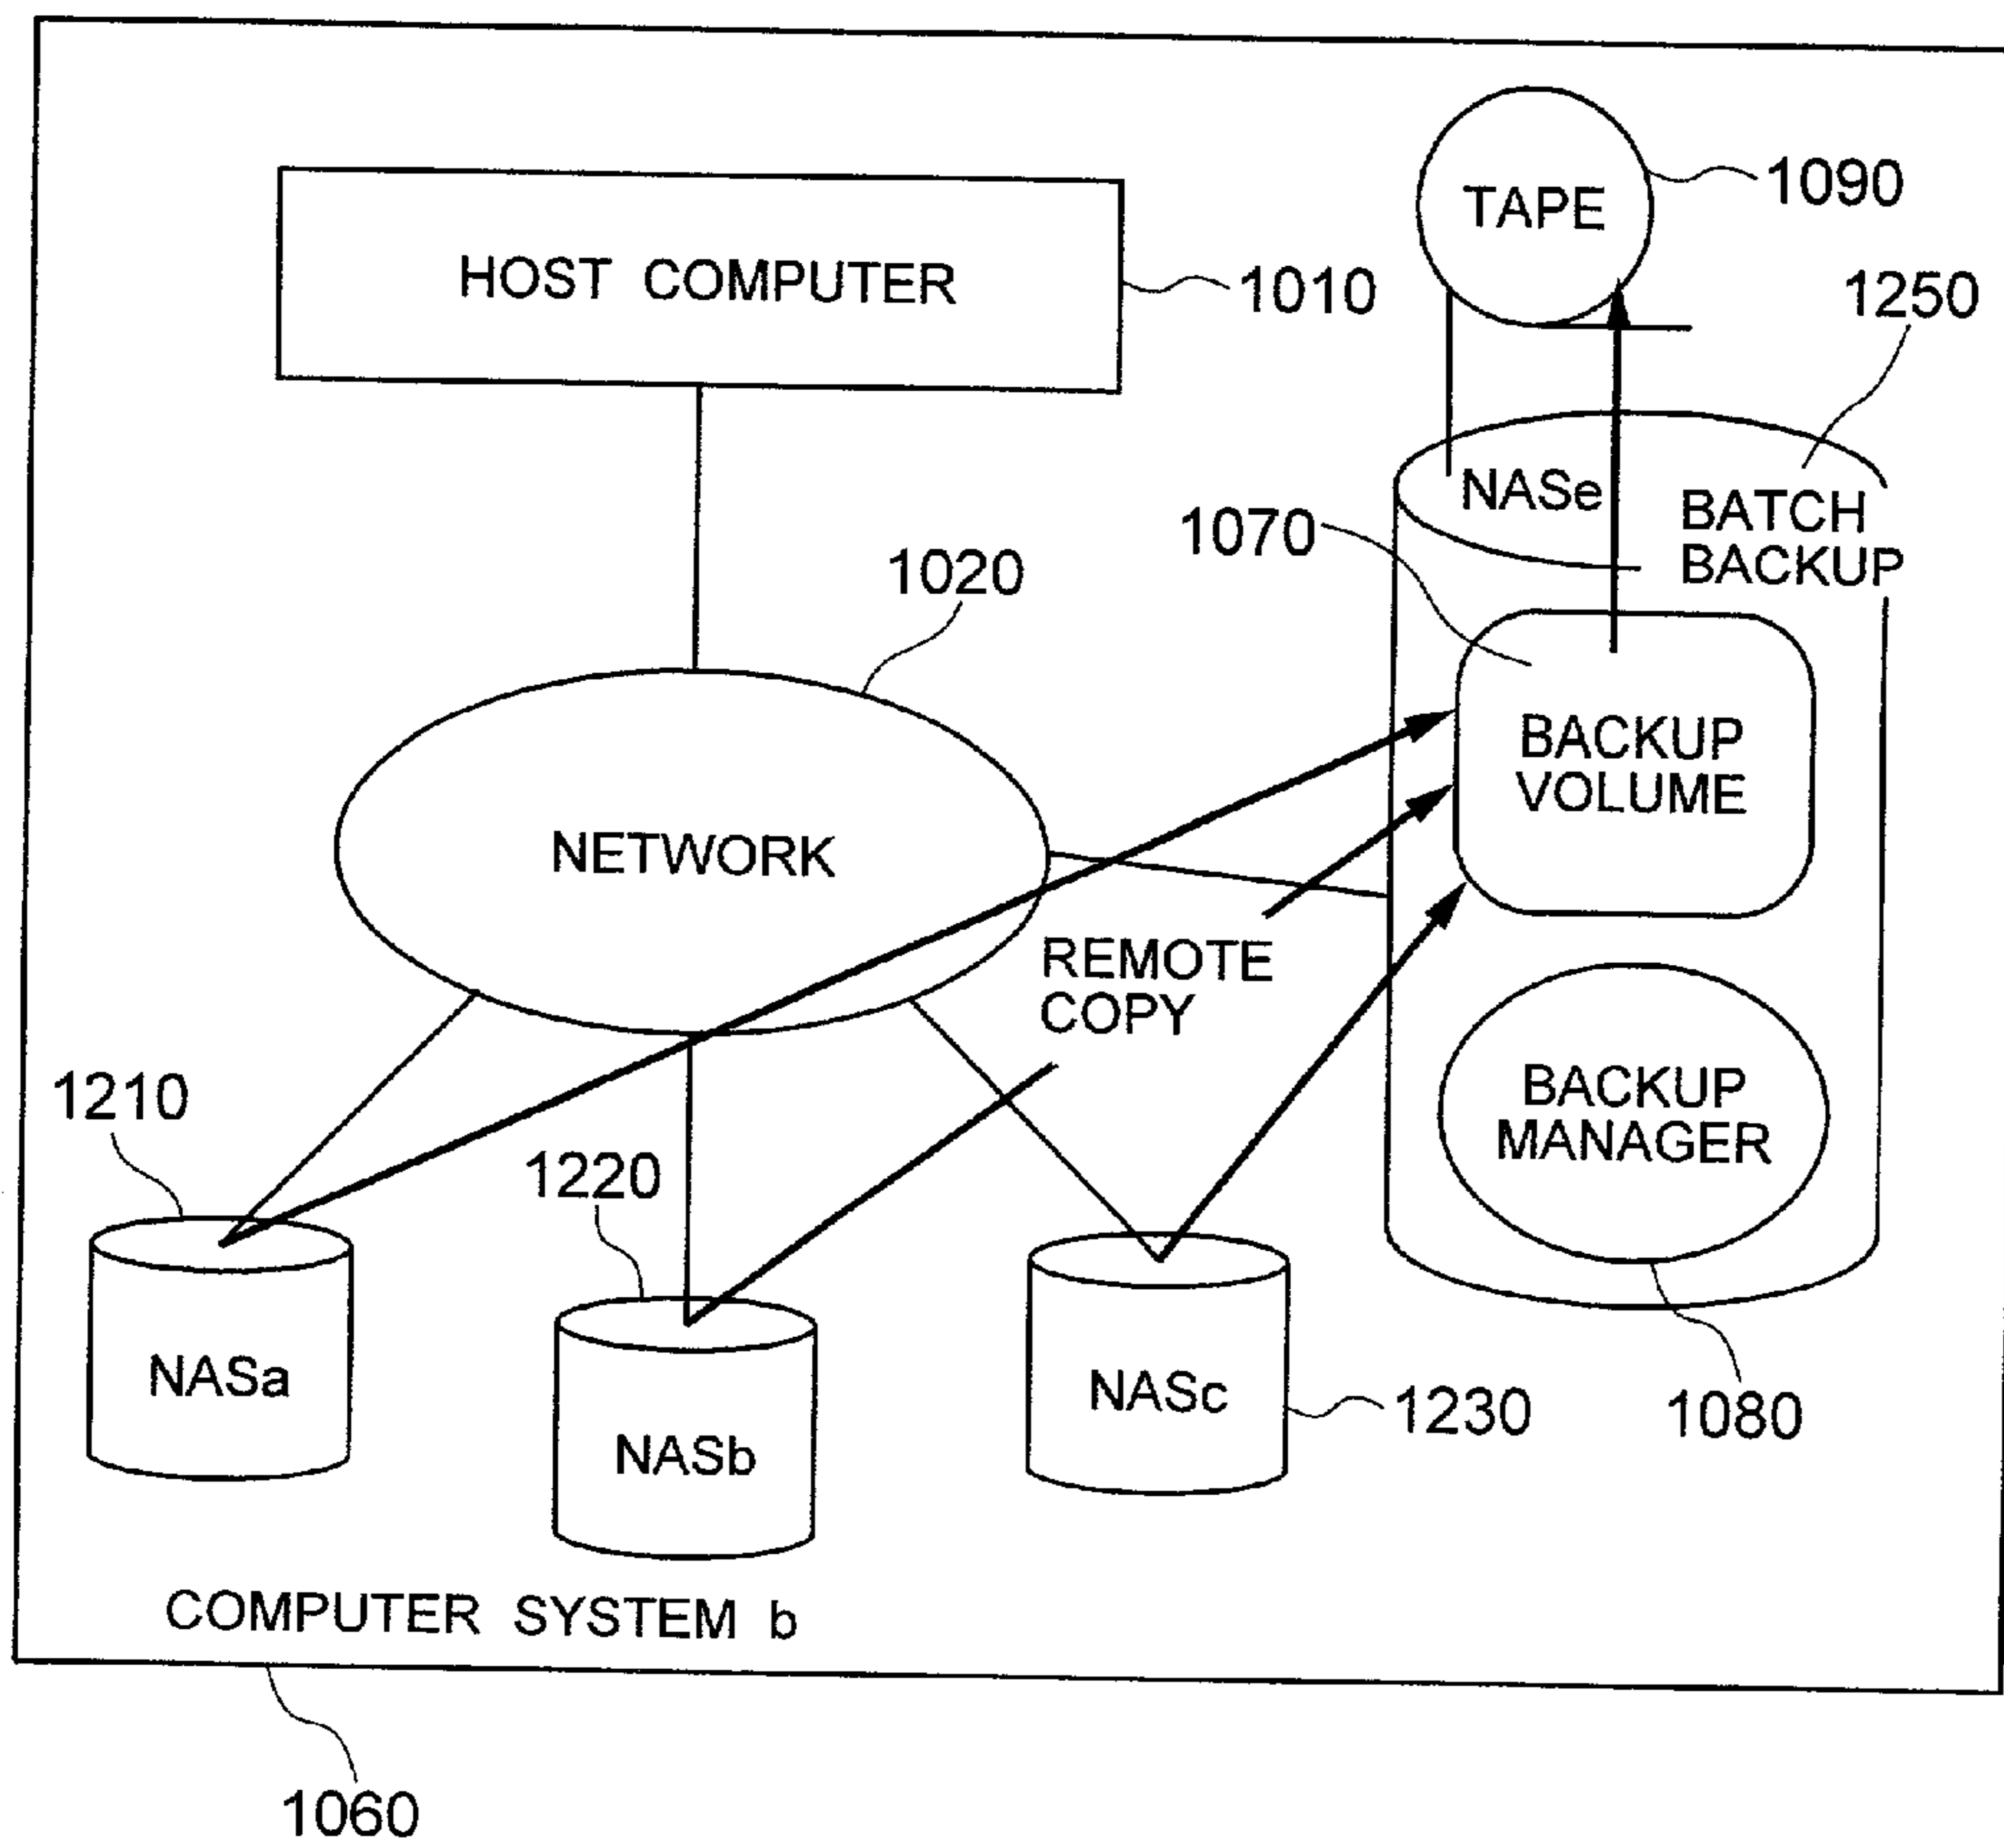 TAPE
1090
HOST COMPUTER
1010
1250
NASe
BATCH
BACKUP
1070
1020
BACKUP
VOLUME
NETWORK
REMOTE
COPY
BACKUP
MANAGER
1210
1220
NASa
NASb
NASc
1230
1080
COMPUTER SYSTEM b
1060